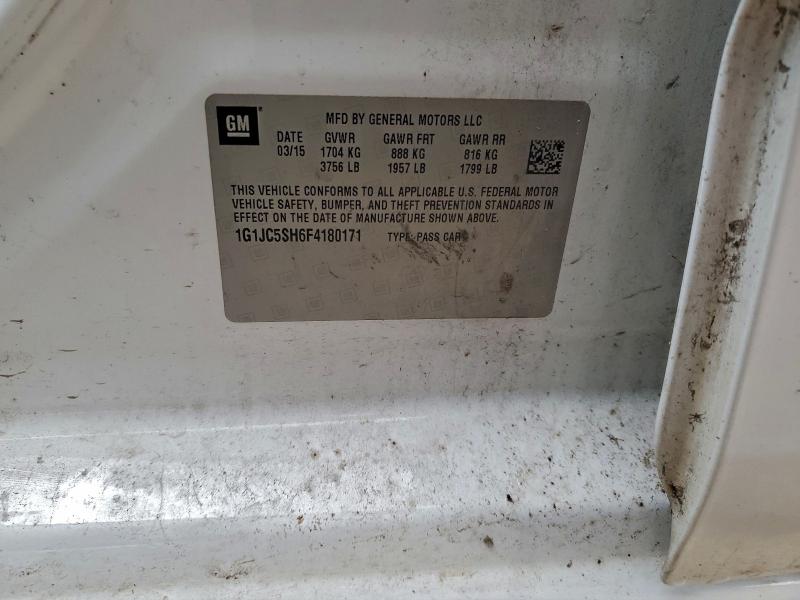 GM
MFD BY GENERAL MOTORS LLC
DATE GVWR GAWR FRT GAWR RR
03/15 1704 KG 888 KG 816 KG
3756 LB 1957 LB 1799 LB
THIS VEHICLE CONFORMS TO ALL APPLICABLE U.S. FEDERAL MOTOR
VEHICLE SAFETY, BUMPER, AND THEFT PREVENTION STANDARDS IN
EFFECT ON THE DATE OF MANUFACTURE SHOWN ABOVE.
1G1JC5SH6F4180171 TYPE: PASS CAR